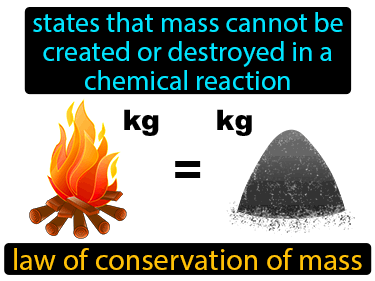 states that mass cannot be
created or destroyed in a
chemical reaction
kg kg
=
law of conservation of mass